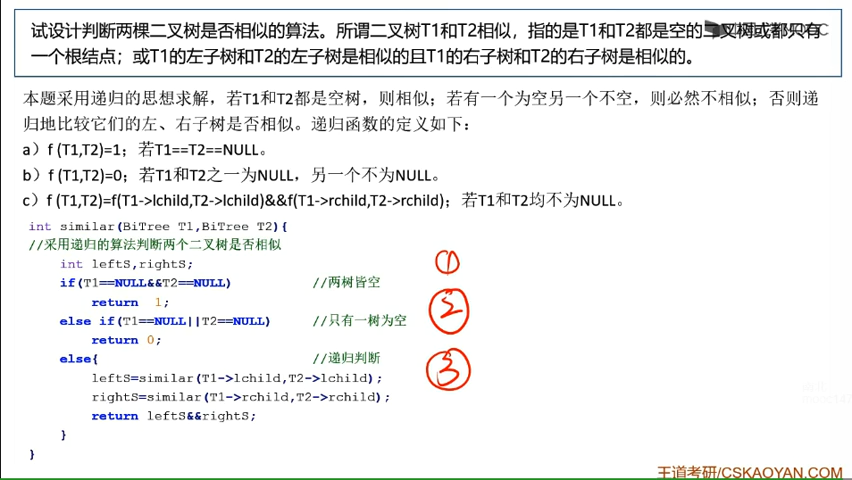 试设计判断两棵二叉树是否相似的算法。所谓二叉树T1和T2相似，指的是T1和T2都是空的二叉树或都只有
一个根结点；或T1的左子树和T2的左子树是相似的且T1的右子树和T2的右子树是相似的。
本题采用递归的思想求解，若T1和T2都是空树，则相似；若有一个为空另一个不空，则必然不相似；否则递
归地比较它们的左、右子树是否相似。递归函数的定义如下：
a）f (T1,T2)=1；若T1==T2==NULL。
b）f (T1,T2)=0；若T1和T2之一为NULL，另一个不为NULL。
c）f (T1,T2)=f(T1->lchild,T2->lchild)&&f(T1->rchild,T2->rchild)；若T1和T2均不为NULL。
int similar(BiTree T1,BiTree T2){
//采用递归的算法判断两个二叉树是否相似
int leftS,rightS; ①
if(T1==NULL&&T2==NULL) //两树皆空
return 1; ②
else if(T1==NULL||T2==NULL) //只有一树为空
return 0;
else{ //递归判断 ③
leftS=similar(T1->lchild,T2->lchild);
rightS=similar(T1->rchild,T2->rchild);
return leftS&&rightS;
}
}
王道考研/CSKAOYAN.COM